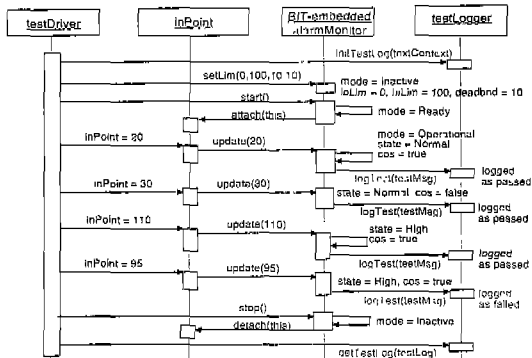 testDriver
inPoint
BIT-embedded
alarmMonitor
testLogger
initTestLog(txtContext)
setLim(0,100,10 10)
mode = Inactive
loLim = 0, hiLim = 100, deadbnd = 10
start()
mode = Ready
attach(this)
inPoint = 20
update(20)
mode = Operational
state = Normal
cos = true
logTest(testMsg)
logged
as passed
inPoint = 30
update(30)
state = Normal cos = false
logTest(testMsg)
logged
as passed
inPoint = 110
update(110)
state = High
cos = true
logTest(testMsg)
logged
as passed
inPoint = 95
update(95)
state = High, cos = true
logTest(testMsg)
logged
as failed
stop()
mode = Inactive
detach(this)
getTestLog(testLog)